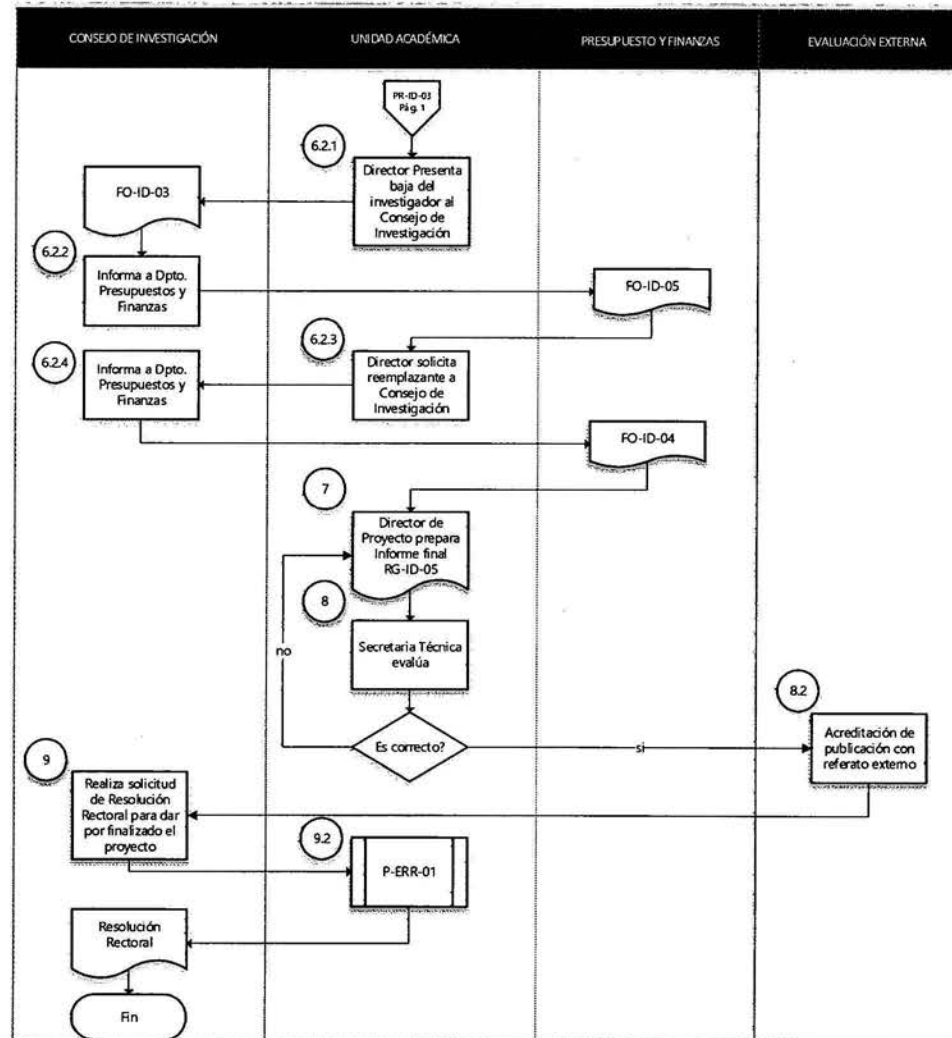 CONSEJO DE INVESTIGACIÓN
UNIDAD ACADÉMICA
PRESUPUESTO Y FINANZAS
EVALUACIÓN EXTERNA
PR-ID-03
Pág. 1
6.2.1
Director Presenta
baja del
investigador al
Consejo de
Investigación
FO-ID-03
6.2.2
Informa a Dpto.
Presupuestos y
Finanzas
FO-ID-05
6.2.3
Director solicita
reemplazante a
Consejo de
Investigación
6.2.4
Informa a Dpto.
Presupuestos y
Finanzas
FO-ID-04
7
Director de
Proyecto prepara
Informe final
RG-ID-05
8
Secretaria Técnica
evalúa
no
Es correcto?
si
8.2
Acreditación de
publicación con
referato externo
9
Realiza solicitud
de Resolución
Rectoral para dar
por finalizado el
proyecto
9.2
P-ERR-01
Resolución
Rectoral
Fin